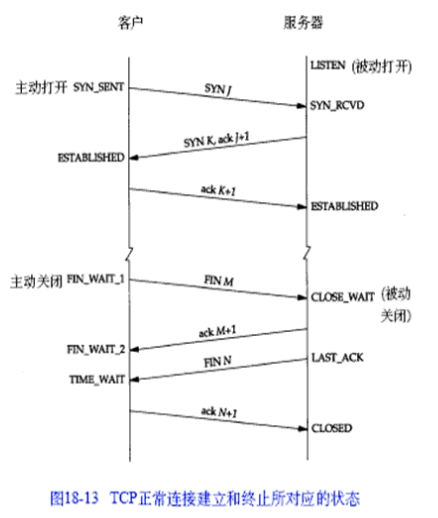 客户 服务器
LISTEN (被动打开)
主动打开 SYN_SENT
SYN J
SYN_RCVD
SYN K, ack J+1
ESTABLISHED
ack K+1
ESTABLISHED
主动关闭 FIN_WAIT_1
FIN M
CLOSE_WAIT (被动
关闭)
ack M+1
FIN_WAIT_2
FIN N
LAST_ACK
TIME_WAIT
ack N+1
CLOSED
图18-13 TCP正常连接建立和终止所对应的状态